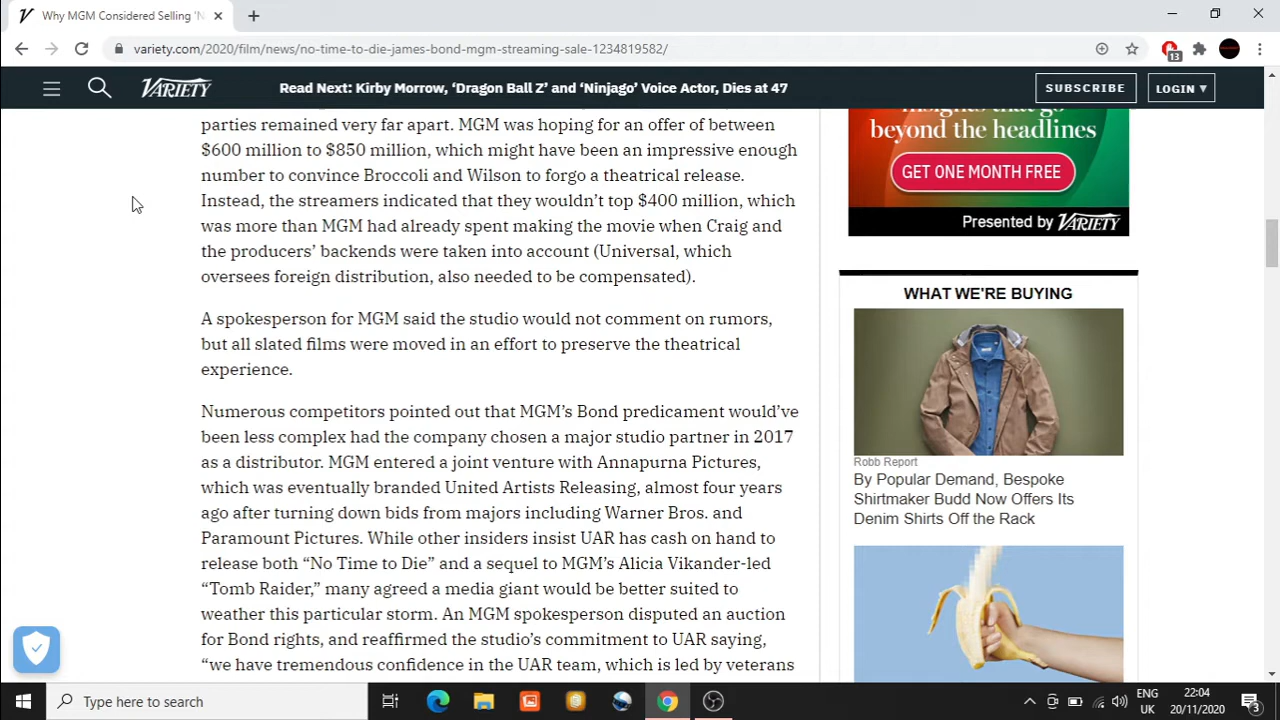 Why MGM Considered Selling 'N
variety.com/2020/film/news/no-time-to-die-james-bond-mgm-streaming-sale-1234819582/
13
VARIETY
Read Next: Kirby Morrow, ‘Dragon Ball Z’ and ‘Ninjago’ Voice Actor, Dies at 47
SUBSCRIBE
LOGIN ▾
parties remained very far apart. MGM was hoping for an offer of between
$600 million to $850 million, which might have been an impressive enough
number to convince Broccoli and Wilson to forgo a theatrical release.
Instead, the streamers indicated that they wouldn’t top $400 million, which
was more than MGM had already spent making the movie when Craig and
the producers’ backends were taken into account (Universal, which
oversees foreign distribution, also needed to be compensated).
A spokesperson for MGM said the studio would not comment on rumors,
but all slated films were moved in an effort to preserve the theatrical
experience.
Numerous competitors pointed out that MGM’s Bond predicament would’ve
been less complex had the company chosen a major studio partner in 2017
as a distributor. MGM entered a joint venture with Annapurna Pictures,
which was eventually branded United Artists Releasing, almost four years
ago after turning down bids from majors including Warner Bros. and
Paramount Pictures. While other insiders insist UAR has cash on hand to
release both “No Time to Die” and a sequel to MGM’s Alicia Vikander-led
“Tomb Raider,” many agreed a media giant would be better suited to
weather this particular storm. An MGM spokesperson disputed an auction
for Bond rights, and reaffirmed the studio’s commitment to UAR saying,
“we have tremendous confidence in the UAR team, which is led by veterans
insights that go
beyond the headlines
GET ONE MONTH FREE
Presented by VARIETY
WHAT WE'RE BUYING
Robb Report
By Popular Demand, Bespoke
Shirtmaker Budd Now Offers Its
Denim Shirts Off the Rack
Type here to search
ENG
UK
22:04
20/11/2020
3